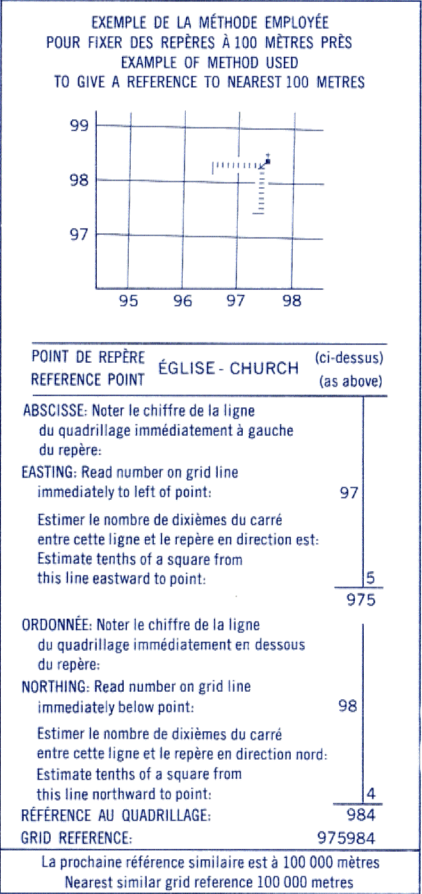 EXEMPLE DE LA MÉTHODE EMPLOYÉE
POUR FIXER DES REPÈRES À 100 MÈTRES PRÈS
EXAMPLE OF METHOD USED
TO GIVE A REFERENCE TO NEAREST 100 METRES
99
98
97
95 96 97 98
POINT DE REPÈRE
REFERENCE POINT
ÉGLISE - CHURCH
(ci-dessus)
(as above)
ABSCISSE: Noter le chiffre de la ligne
du quadrillage immédiatement à gauche
du repère:
EASTING: Read number on grid line
immediately to left of point: 97
Estimer le nombre de dixièmes du carré
entre cette ligne et le repère en direction est:
Estimate tenths of a square from
this line eastward to point: 5
975
ORDONNÉE: Noter le chiffre de la ligne
du quadrillage immédiatement en dessous
du repère:
NORTHING: Read number on grid line
immediately below point: 98
Estimer le nombre de dixièmes du carré
entre cette ligne et le repère en direction nord:
Estimate tenths of a square from
this line northward to point: 4
RÉFÉRENCE AU QUADRILLAGE: 984
GRID REFERENCE: 975984
La prochaine référence similaire est à 100 000 mètres
Nearest similar grid reference 100 000 metres